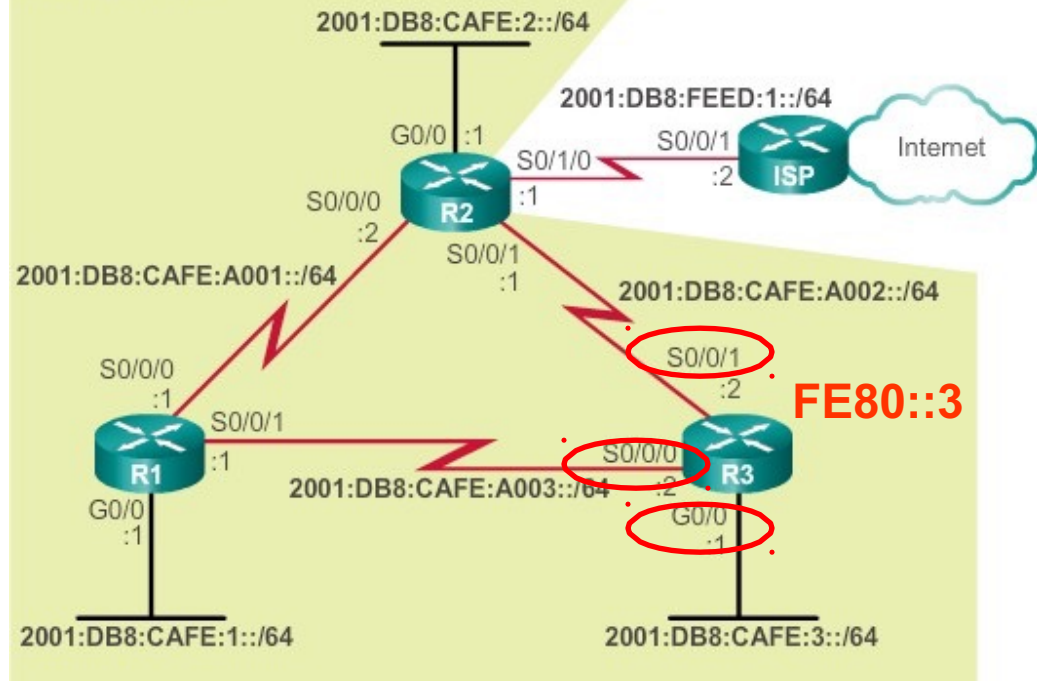 2001:DB8:CAFE:2::/64
2001:DB8:FEED:1::/64
G0/0 :1
S0/1/0
:1
S0/0/1
:2
ISP
Internet
R2
S0/0/0
:2
S0/0/1
:1
2001:DB8:CAFE:A001::/64
2001:DB8:CAFE:A002::/64
S0/0/1
:2
FE80::3
S0/0/0
:1
S0/0/1
:1
R1
S0/0/0
:2
R3
2001:DB8:CAFE:A003::/64
G0/0
:1
G0/0
:1
2001:DB8:CAFE:1::/64
2001:DB8:CAFE:3::/64